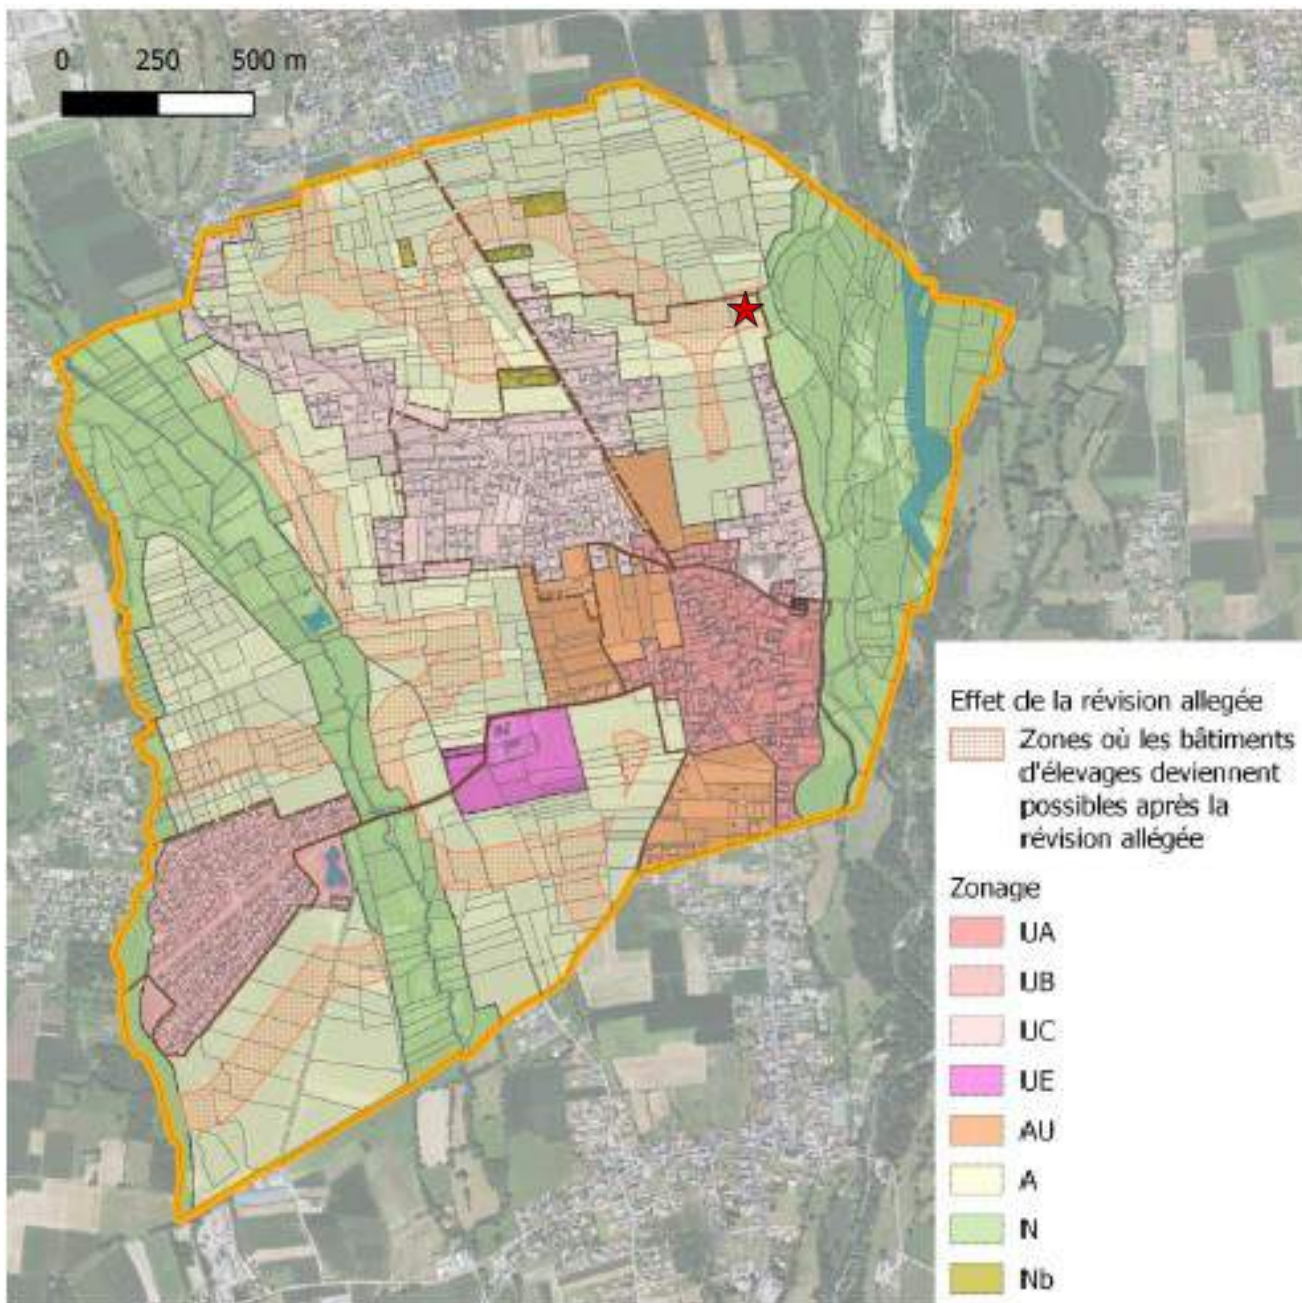 0 250 500 m
Effet de la révision allegée
Zones où les bâtiments
d'élevages deviennent
possibles après la
révision allégée
Zonage
UA
UB
UC
UE
AU
A
N
Nb